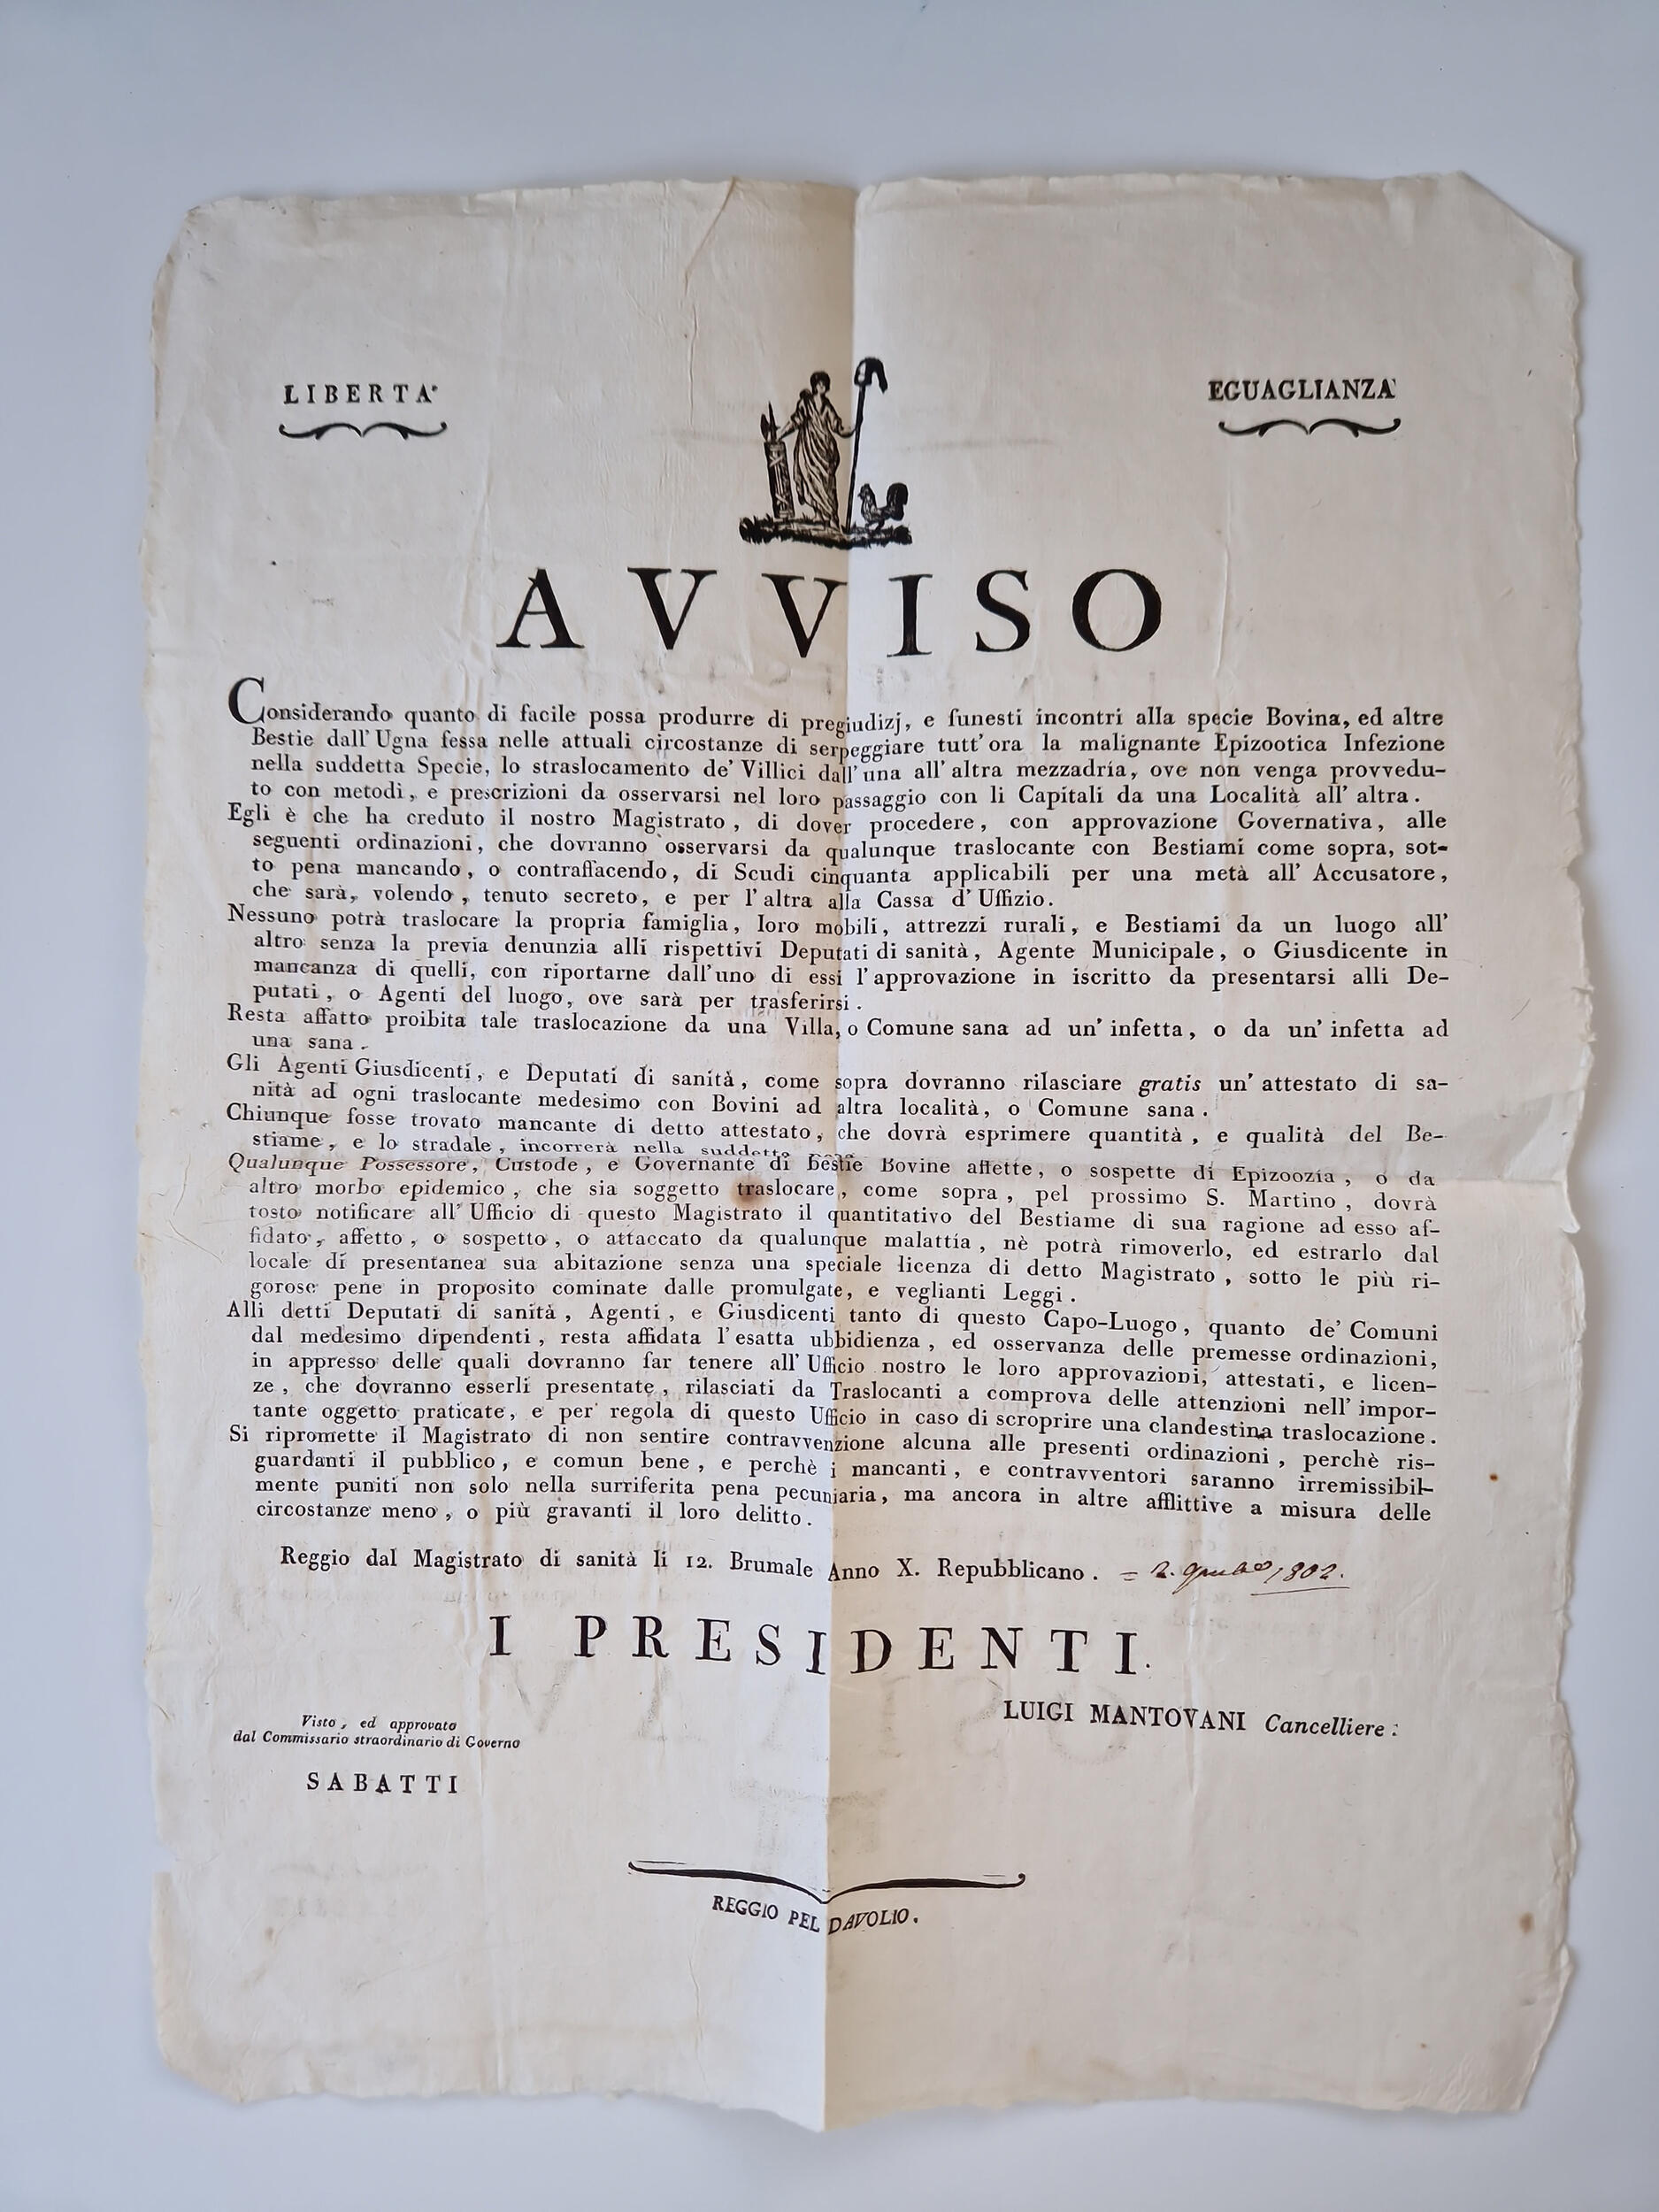 LIBERTA'
EGUAGLIANZA'
AVVISO
Considerando quanto di facile possa produrre di pregiudizj, e funesti incontri alla specie Bovina, ed altre
Bestie dall'Ugna fessa nelle attuali circostanze di serpeggiare tutt'ora la malignante Epizootica Infezione
nella suddetta Specie, lo straslocamento de' Villici dall'una all'altra mezzadría, ove non venga provvedu-
to con metodi, e prescrizioni da osservarsi nel loro passaggio con li Capitali da una Località all'altra.
Egli è che ha creduto il nostro Magistrato, di dover procedere, con approvazione Governativa, alle
seguenti ordinazioni, che dovranno osservarsi da qualunque traslocante con Bestiami come sopra, sot-
to pena mancando, o contraffacendo, di Scudi cinquanta applicabili per una metà all'Accusatore,
che sarà, volendo, tenuto secreto, e per l'altra alla Cassa d'Uffizio.
Nessuno potrà traslocare la propria famiglia, loro mobili, attrezzi rurali, e Bestiami da un luogo all'
altro senza la previa denunzia alli rispettivi Deputati di sanità, Agente Municipale, o Giusdicente in
mancanza di quelli, con riportarne dall'uno di essi l'approvazione in iscritto da presentarsi alli De-
putati, o Agenti del luogo, ove sarà per trasferirsi.
Resta affatto proibita tale traslocazione da una Villa, o Comune sana ad un'infetta, o da un'infetta ad
una sana.
Gli Agenti Giusdicenti, e Deputati di sanità, come sopra dovranno rilasciare gratis un'attestato di sa-
nità ad ogni traslocante medesimo con Bovini ad altra località, o Comune sana.
Chiunque fosse trovato mancante di detto attestato, che dovrà esprimere quantità, e qualità del Be-
stiame, e lo stradale, incorrerà nella suddetta
Qualunque Possessore, Custode, e Governante di Bestie Bovine affette, o sospette di Epizoozía, o da
altro morbo epidemico, che sia soggetto traslocare, come sopra, pel prossimo S. Martino, dovrà
tosto notificare all'Ufficio di questo Magistrato il quantitativo del Bestiame di sua ragione ad esso af-
fidato, affetto, o sospetto, o attaccato da qualunque malattía, nè potrà rimoverlo, ed estrarlo dal
locale di presentanea sua abitazione senza una speciale licenza di detto Magistrato, sotto le più ri-
gorose pene in proposito cominate dalle promulgate, e veglianti Leggi.
Alli detti Deputati di sanità, Agenti, e Giusdicenti tanto di questo Capo-Luogo, quanto de' Comuni
dal medesimo dipendenti, resta affidata l'esatta ubbidienza, ed osservanza delle premesse ordinazioni,
in appresso delle quali dovranno far tenere all'Ufficio nostro le loro approvazioni, attestati, e licen-
ze, che dovranno esserli presentate, rilasciati da Traslocanti a comprova delle attenzioni nell'impor-
tante oggetto praticate, e per regola di questo Ufficio in caso di scroprire una clandestina traslocazione.
Si ripromette il Magistrato di non sentire contravvenzione alcuna alle presenti ordinazioni, perchè ris-
guardanti il pubblico, e comun bene, e perchè i mancanti, e contravventori saranno irremissibil-
mente puniti non solo nella surriferita pena pecuniaria, ma ancora in altre afflittive a misura delle
circostanze meno, o più gravanti il loro delitto.
Reggio dal Magistrato di sanità li 12. Brumale Anno X. Repubblicano. = 2. 9mbre 1802.
I PRESIDENTI.
LUIGI MANTOVANI Cancelliere.
Visto, ed approvato
dal Commissario straordinario di Governo
SABATTI
REGGIO PEL DAVOLIO.